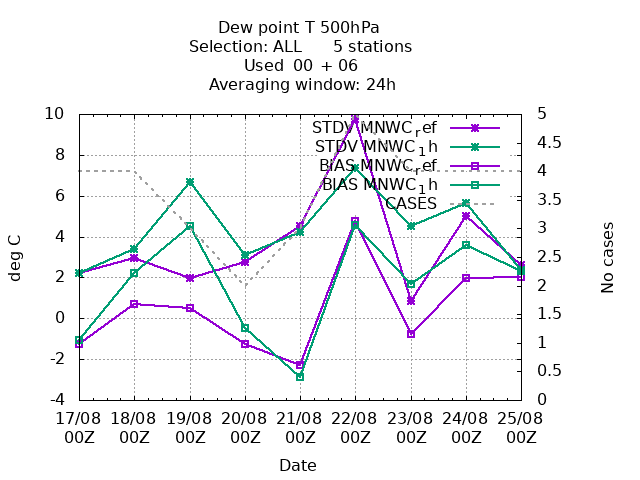 Dew point T 500hPa
Selection: ALL      5 stations
Used  00 + 06
Averaging window: 24h
STDV MNWC_ref
STDV MNWC_1h
BIAS MNWC_ref
BIAS MNWC_1h
CASES
10
8
6
4
2
0
-2
-4
5
4.5
4
3.5
3
2.5
2
1.5
1
0.5
0
deg C
No cases
17/08 18/08 19/08 20/08 21/08 22/08 23/08 24/08 25/08
00Z 00Z 00Z 00Z 00Z 00Z 00Z 00Z 00Z
Date